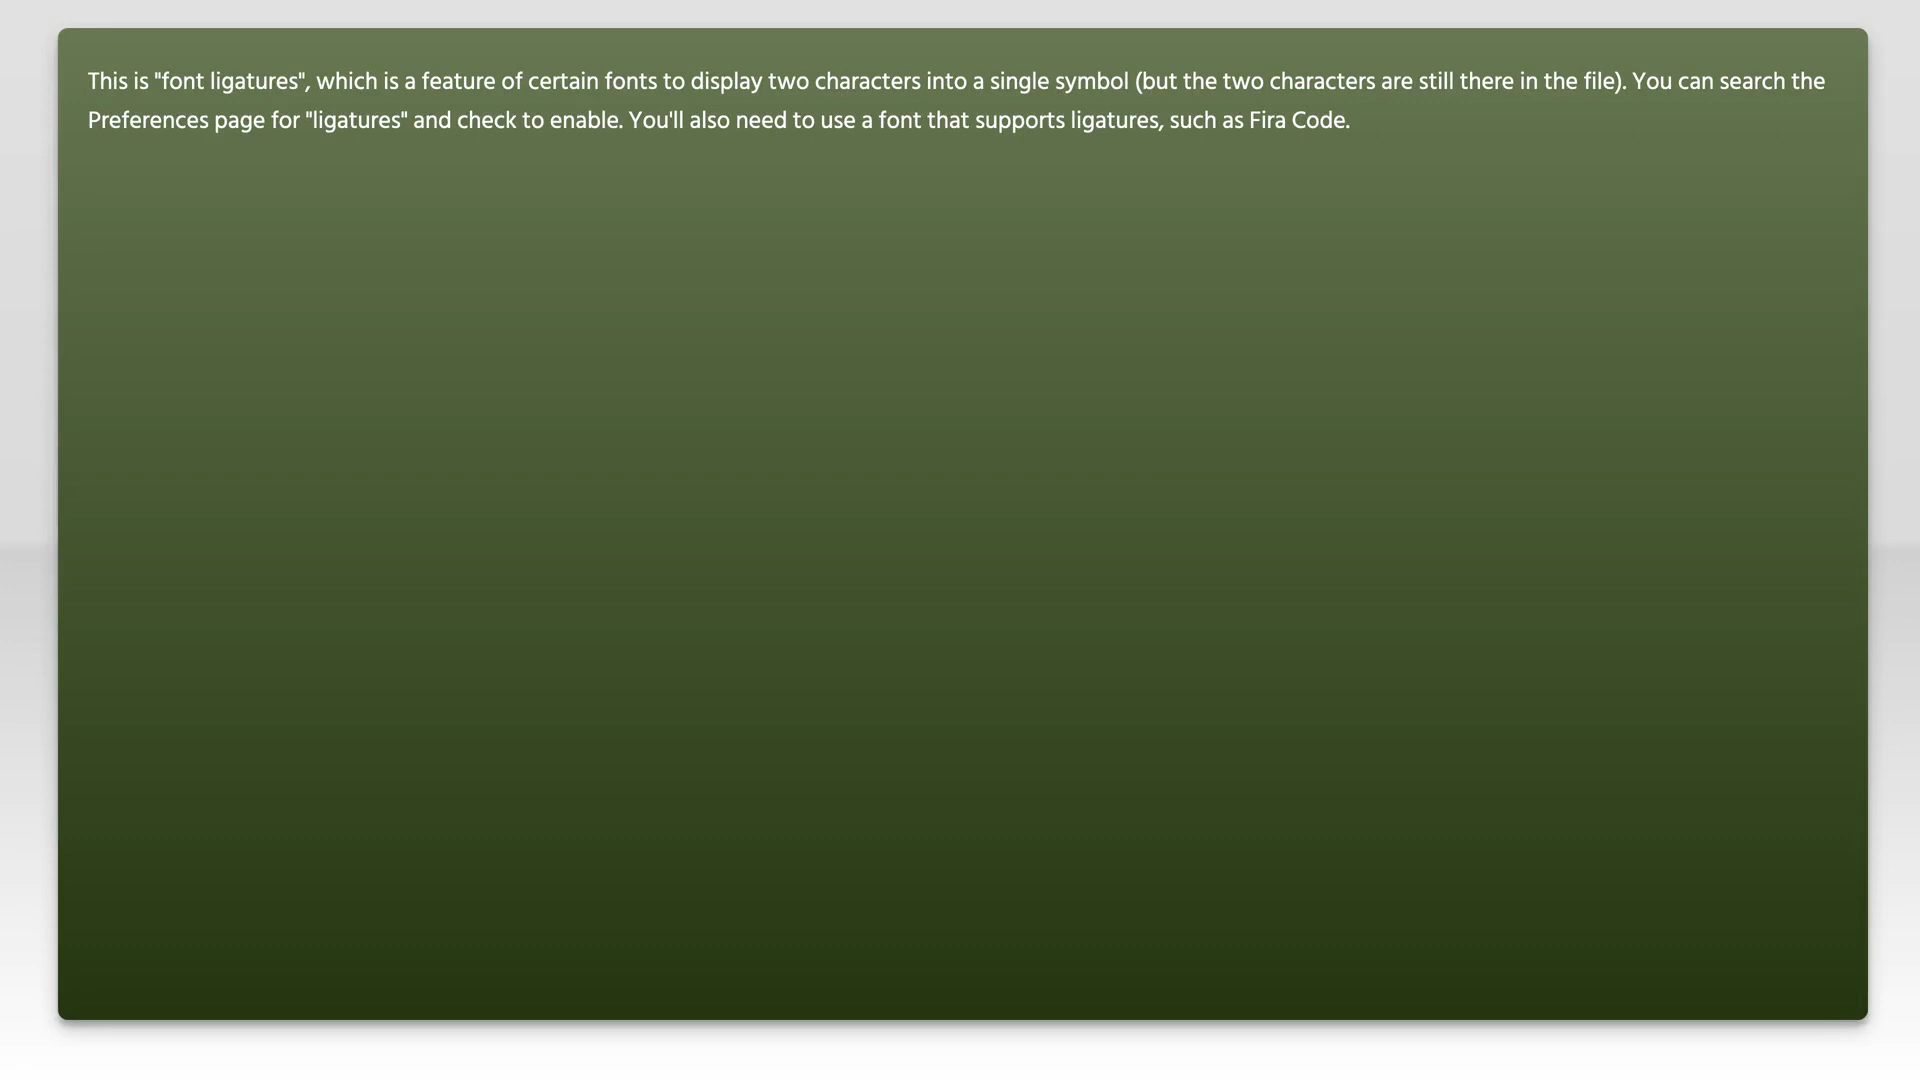 This is "font ligatures", which is a feature of certain fonts to display two characters into a single symbol (but the two characters are still there in the file). You can search the
Preferences page for "ligatures" and check to enable. You'll also need to use a font that supports ligatures, such as Fira Code.